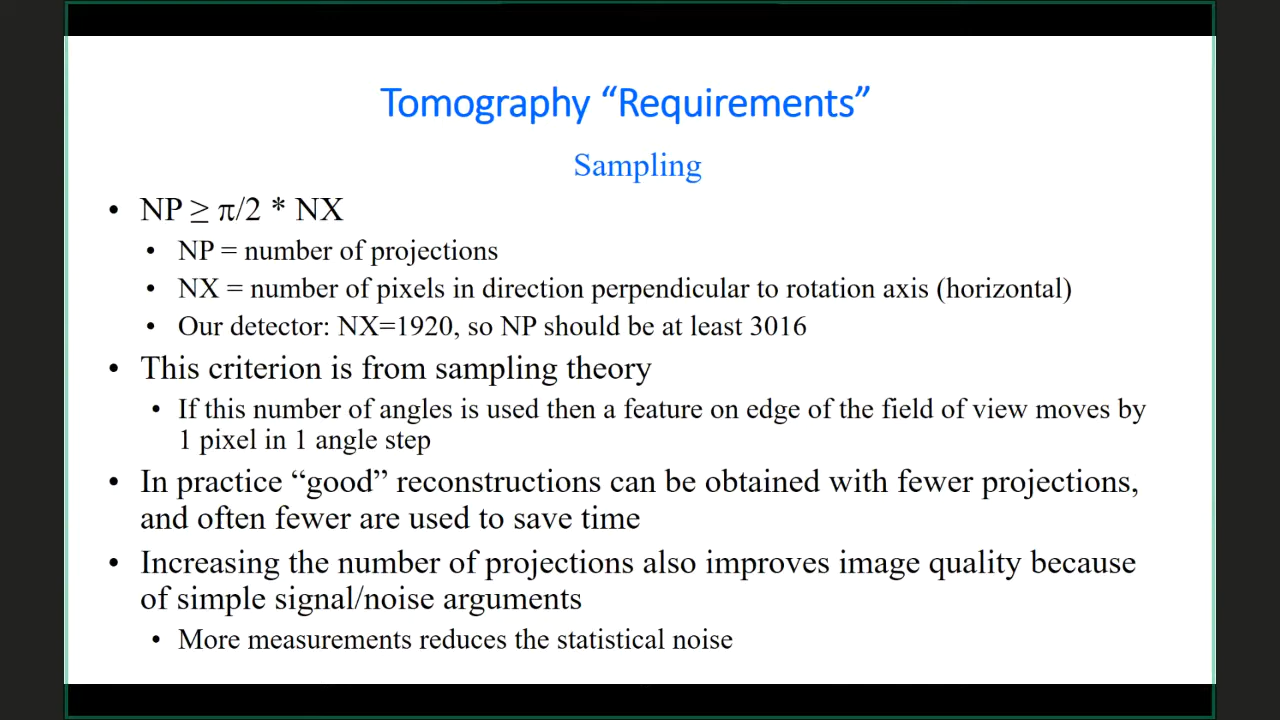 Tomography “Requirements”
Sampling
• NP ≥ π/2 * NX
• NP = number of projections
• NX = number of pixels in direction perpendicular to rotation axis (horizontal)
• Our detector: NX=1920, so NP should be at least 3016
• This criterion is from sampling theory
• If this number of angles is used then a feature on edge of the field of view moves by
1 pixel in 1 angle step
• In practice “good” reconstructions can be obtained with fewer projections,
and often fewer are used to save time
• Increasing the number of projections also improves image quality because
of simple signal/noise arguments
• More measurements reduces the statistical noise